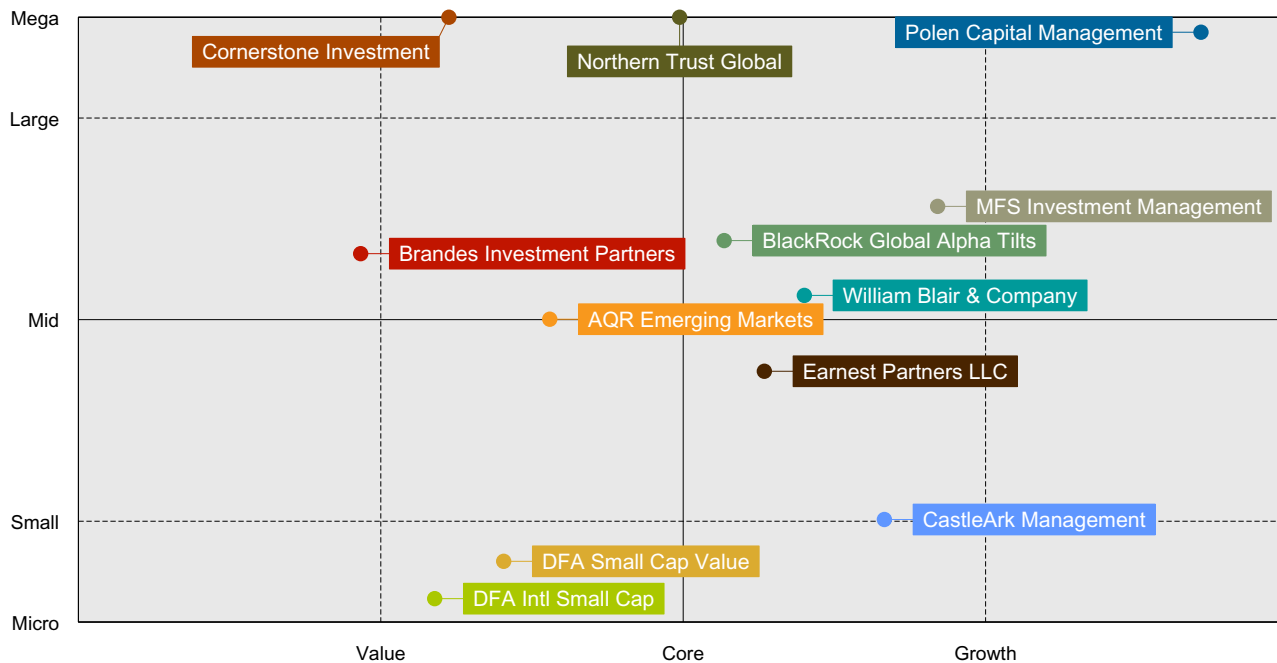 Mega
Cornerstone Investment
Northern Trust Global
Polen Capital Management
Large
MFS Investment Management
BlackRock Global Alpha Tilts
Brandes Investment Partners
William Blair & Company
Mid
AQR Emerging Markets
Earnest Partners LLC
Small
CastleArk Management
DFA Small Cap Value
DFA Intl Small Cap
Micro
Value
Core
Growth